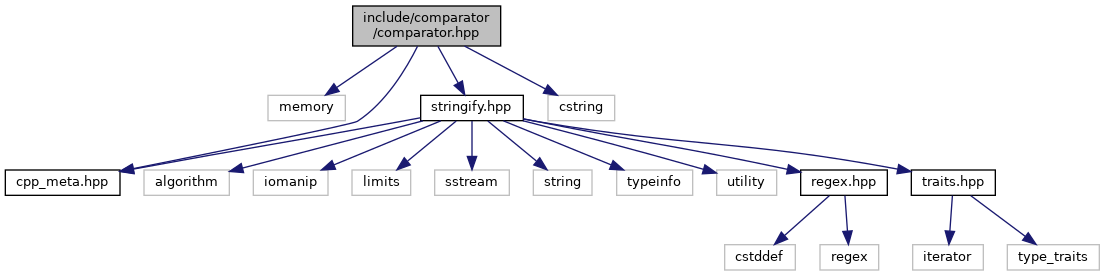 include/comparator
/comparator.hpp
memory
stringify.hpp
cstring
cpp_meta.hpp
algorithm
iomanip
limits
sstream
string
typeinfo
utility
regex.hpp
traits.hpp
cstddef
regex
iterator
type_traits